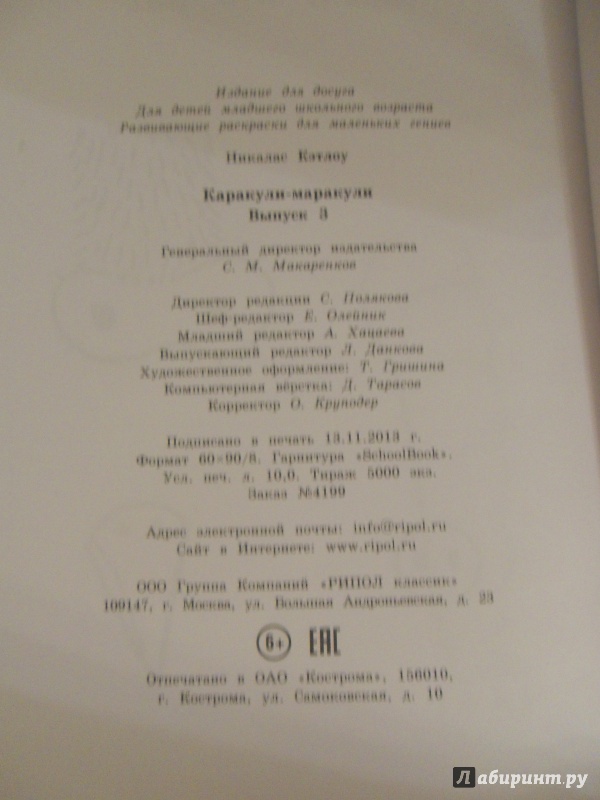 Издание для досуга
Для детей младшего школьного возраста
Развивающие раскраски для маленьких гениев
Николас Кэтлоу
Каракули-маракули
Выпуск 3
Генеральный директор издательства
С. М. Макаренков
Директор редакции С. Полякова
Шеф-редактор Е. Олейник
Младший редактор А. Хацаева
Выпускающий редактор Л. Данкова
Художественное оформление: Т. Гришина
Компьютерная вёрстка: Д. Тарасов
Корректор О. Круподер
Подписано в печать 13.11.2013 г.
Формат 60×90/8. Гарнитура «SchoolBook».
Усл. печ. л. 10,0. Тираж 5000 экз.
Заказ №4199
Адрес электронной почты: info@ripol.ru
Сайт в Интернете: www.ripol.ru
ООО Группа Компаний «РИПОЛ классик»
109147, г. Москва, ул. Большая Андроньевская, д. 23
6+ ЕАС
Отпечатано в ОАО «Кострома», 156010,
г. Кострома, ул. Самоковская, д. 10
Лабиринт.ру